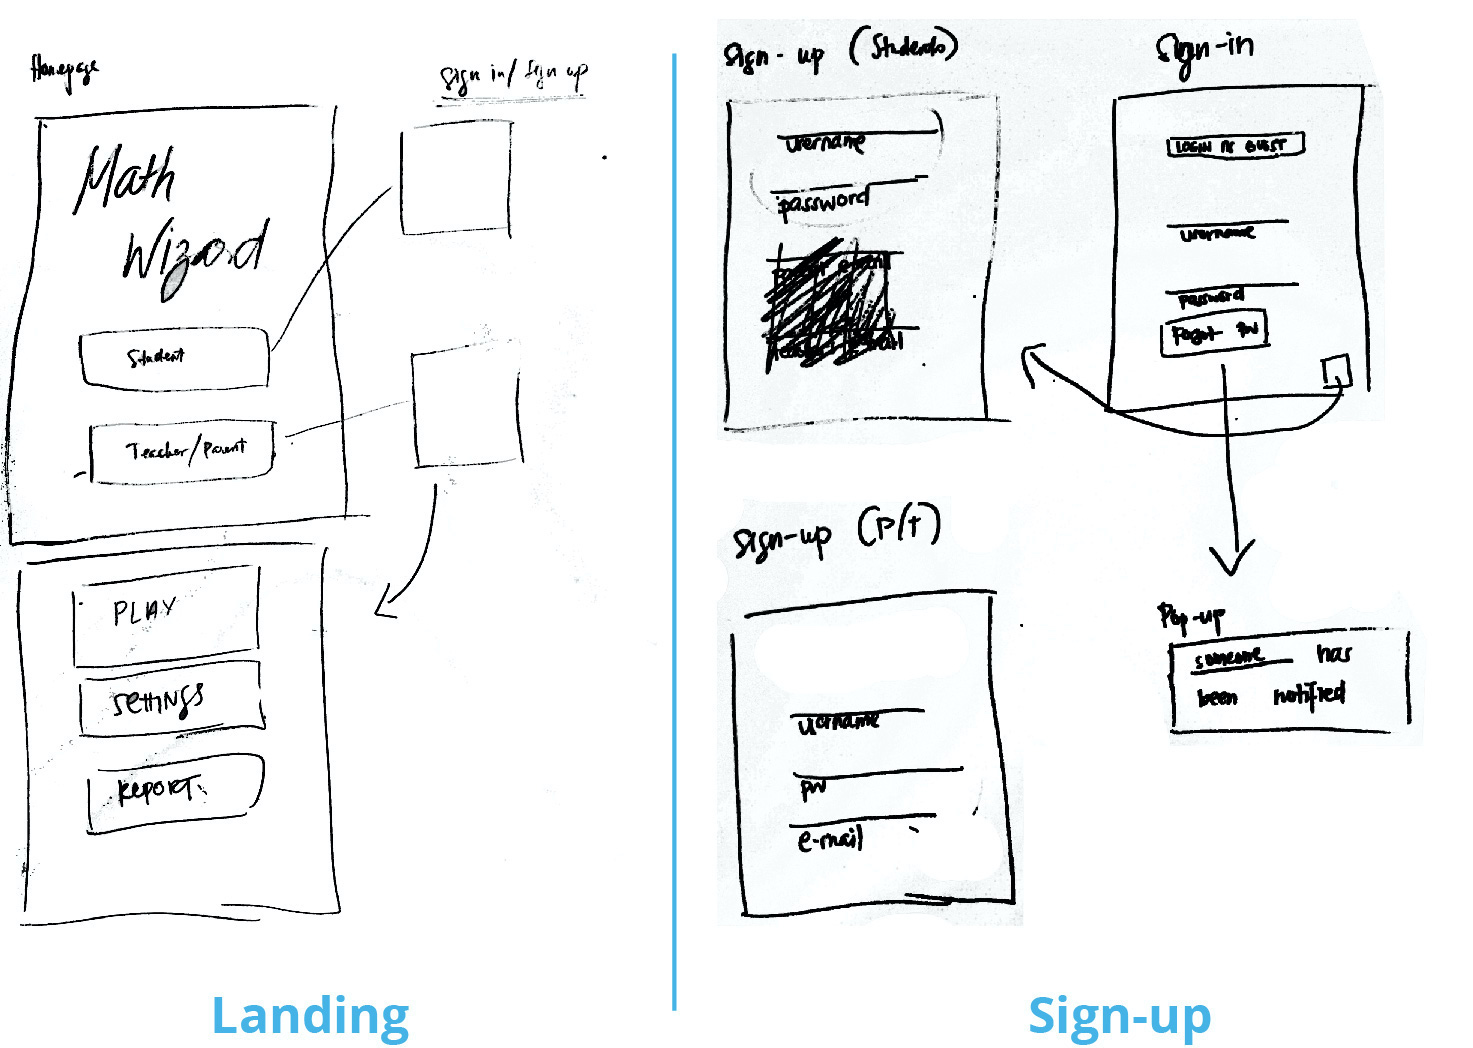 Homepage
Sign in/ Sign up
Math
Wizard
Student
Teacher/Parent
PLAY
SETTINGS
REPORT
Landing
Sign-up (Students)
username
password
Sign-in
LOGIN AS GUEST
username
password
Forgot PW
Sign-up (P/T)
username
pw
e-mail
Pop-up
someone has
been notified
Sign-up